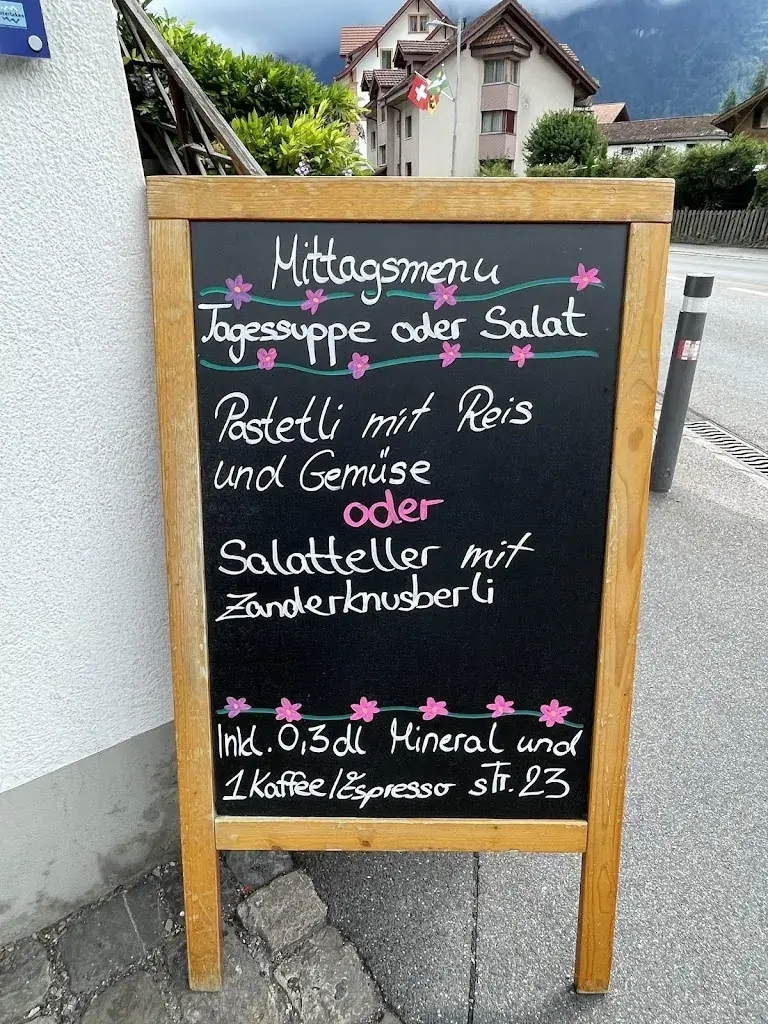 Mittagsmenu
Tagessuppe oder Salat
Pastetli mit Reis
und Gemüse
oder
Salatteller mit
Zanderknusberli
Inkl. 0,3dl Mineral und
1 Kaffee/Espresso sfr. 23